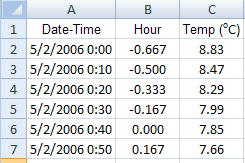 A B C
1 Date-Time Hour Temp (°C)
2 5/2/2006 0:00 -0.667 8.83
3 5/2/2006 0:10 -0.500 8.47
4 5/2/2006 0:20 -0.333 8.29
5 5/2/2006 0:30 -0.167 7.99
6 5/2/2006 0:40 0.000 7.85
7 5/2/2006 0:50 0.167 7.66